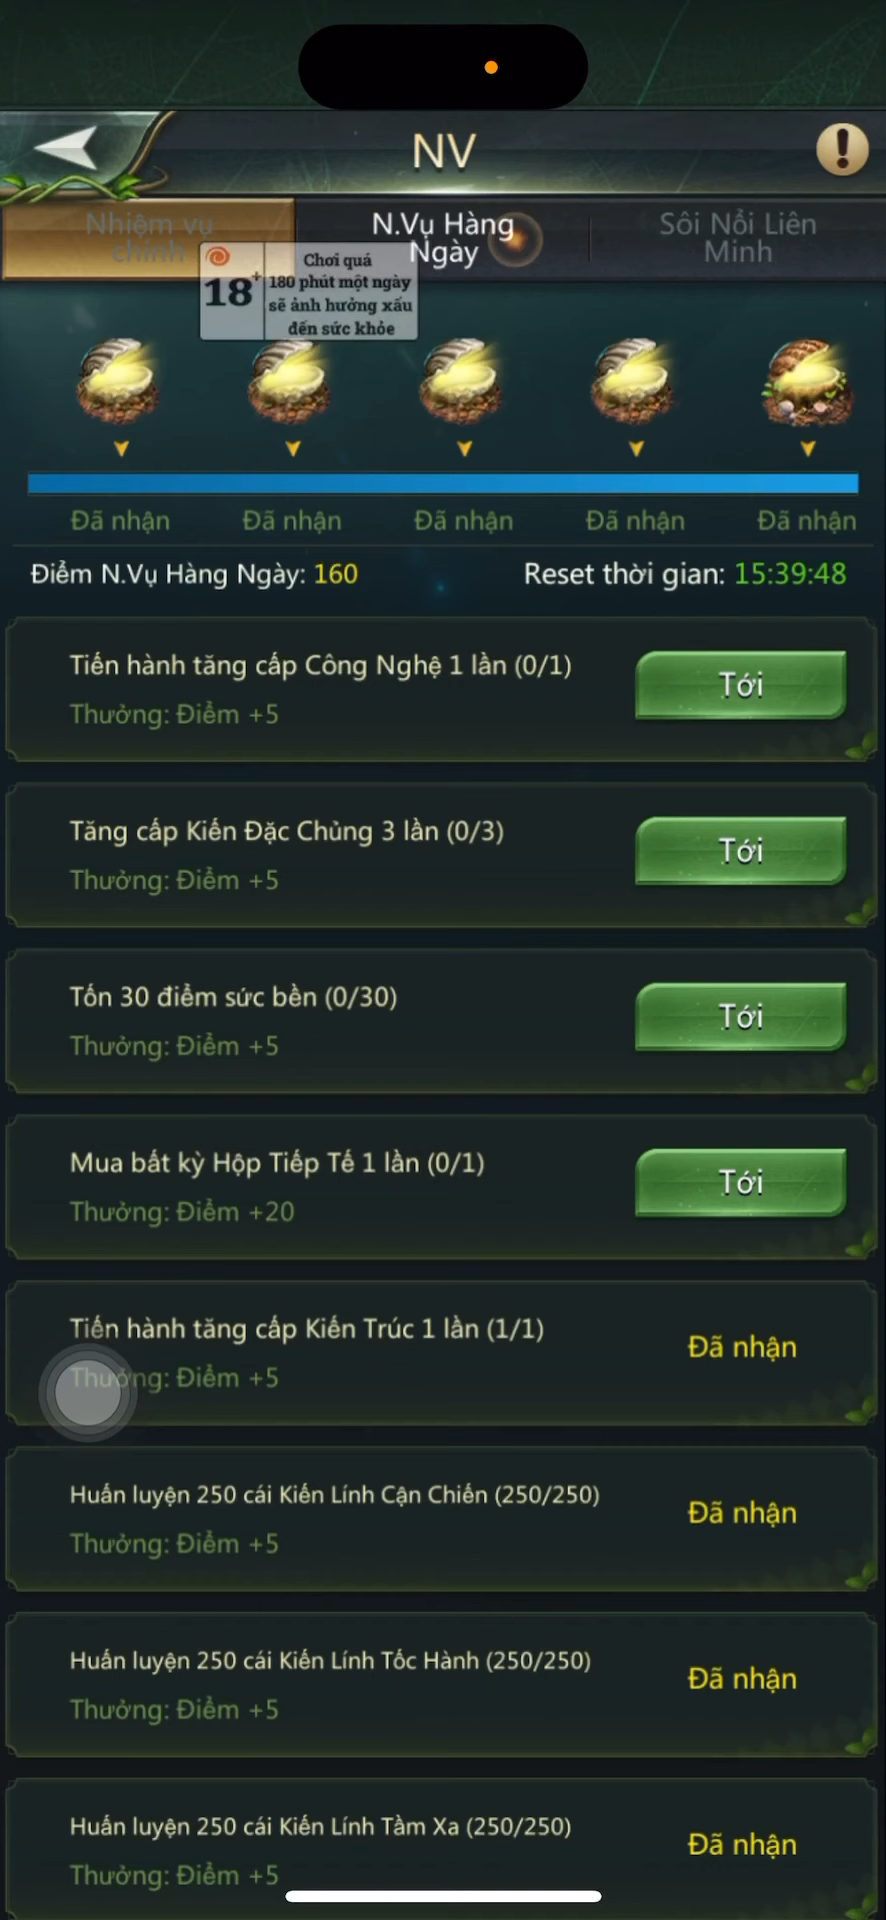 NV
Nhiệm vụ
chính
N.Vụ Hàng
Ngày
Sôi Nổi Liên
Minh
18+
Chơi quá
180 phút một ngày
sẽ ảnh hưởng xấu
đến sức khỏe
Đã nhận
Đã nhận
Đã nhận
Đã nhận
Đã nhận
Điểm N.Vụ Hàng Ngày: 160
Reset thời gian: 15:39:48
Tiến hành tăng cấp Công Nghệ 1 lần (0/1)
Thưởng: Điểm +5
Tới
Tăng cấp Kiến Đặc Chủng 3 lần (0/3)
Thưởng: Điểm +5
Tới
Tốn 30 điểm sức bền (0/30)
Thưởng: Điểm +5
Tới
Mua bất kỳ Hộp Tiếp Tế 1 lần (0/1)
Thưởng: Điểm +20
Tới
Tiến hành tăng cấp Kiến Trúc 1 lần (1/1)
Thưởng: Điểm +5
Đã nhận
Huấn luyện 250 cái Kiến Lính Cận Chiến (250/250)
Thưởng: Điểm +5
Đã nhận
Huấn luyện 250 cái Kiến Lính Tốc Hành (250/250)
Thưởng: Điểm +5
Đã nhận
Huấn luyện 250 cái Kiến Lính Tầm Xa (250/250)
Thưởng: Điểm +5
Đã nhận